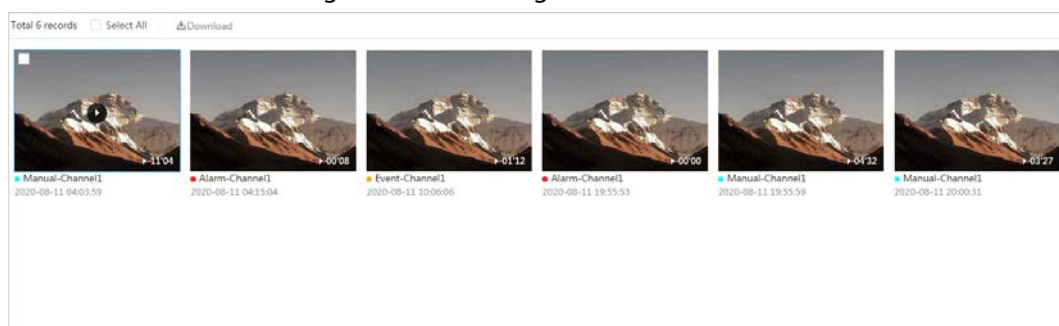 Total 6 records Select All Download
11'04 00'08 01'12 00'00 04'32 03'27
Manual-Channel1 Alarm-Channel1 Event-Channel1 Alarm-Channel1 Manual-Channel1 Manual-Channel1
2020-08-11 04:03:59 2020-08-11 04:15:04 2020-08-11 10:06:06 2020-08-11 19:55:53 2020-08-11 19:55:59 2020-08-11 20:00:31